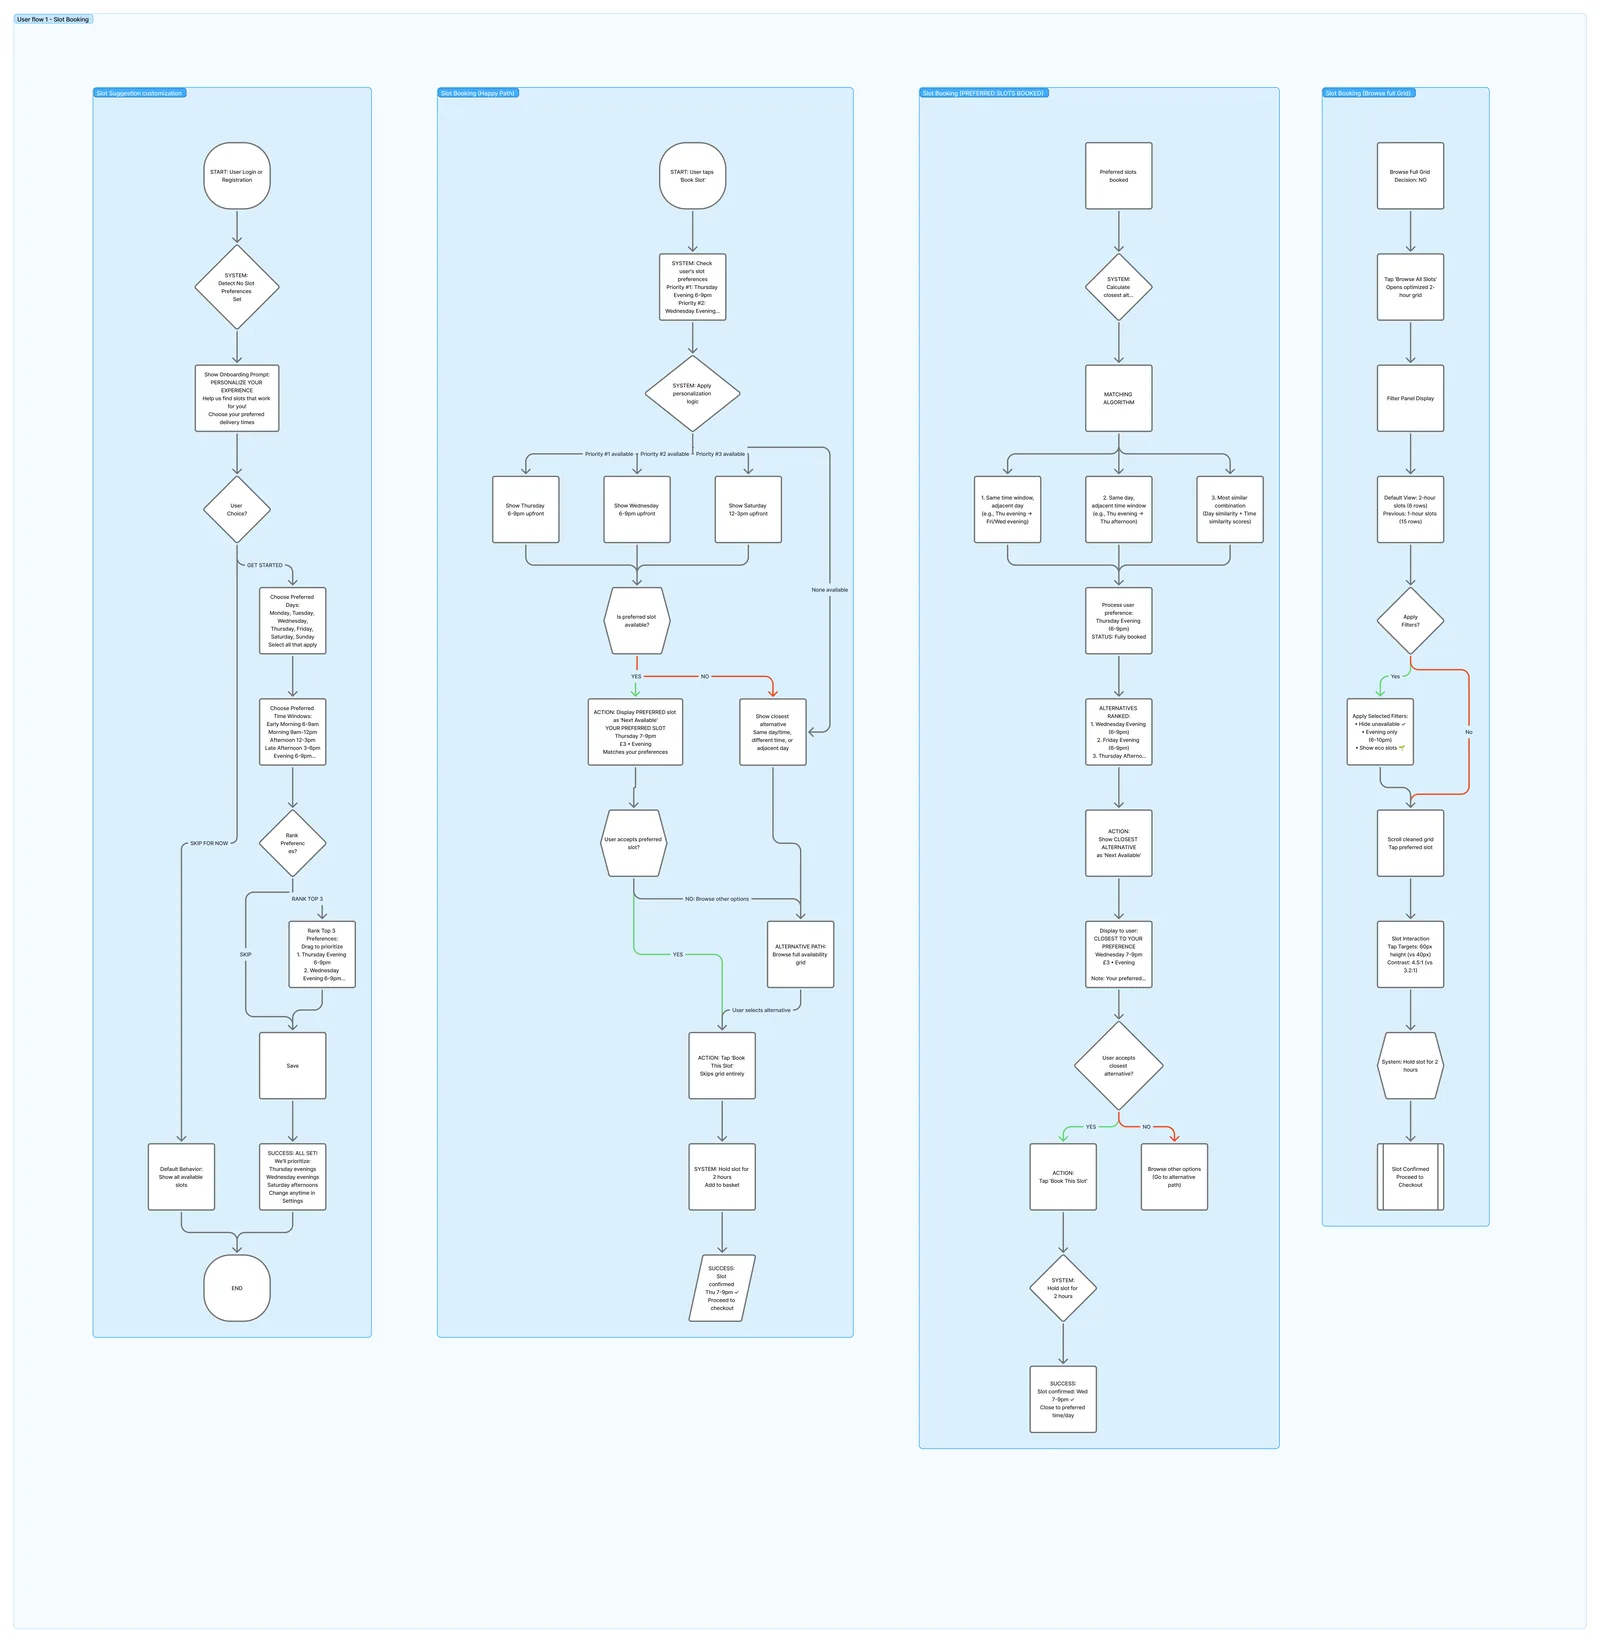 User flow 1 - Slot Booking
Slot Suggestion customization
START: User Login or
Registration
SYSTEM:
Detect No Slot
Preferences
Set
Show Onboarding Prompt:
PERSONALIZE YOUR
EXPERIENCE
Help us find slots that work
for you!
Choose your preferred
delivery times
User
Choice?
GET STARTED
Choose Preferred
Days:
Monday, Tuesday,
Wednesday,
Thursday, Friday,
Saturday, Sunday
Select all that apply
Choose Preferred
Time Windows:
Early Morning 6-9am
Morning 9am-12pm
Afternoon 12-3pm
Late Afternoon 3-6pm
Evening 6-9pm...
SKIP FOR NOW
Rank
Preferenc
es?
RANK TOP 3
Rank Top 3
Preferences:
Drag to prioritize
1. Thursday Evening
6-9pm
2. Wednesday
Evening 6-9pm...
SKIP
Save
Default Behavior:
Show all available
slots
SUCCESS: ALL SET!
We'll prioritize:
Thursday evenings
Wednesday evenings
Saturday afternoons
Change anytime in
Settings
END
Slot Booking (Happy Path)
START: User taps
'Book Slot'
SYSTEM: Check
user's slot
preferences
Priority #1: Thursday
Evening 6-9pm
Priority #2:
Wednesday Evening...
SYSTEM: Apply
personalization
logic
Priority #1 available
Priority #2 available
Priority #3 available
Show Thursday
6-9pm upfront
Show Wednesday
6-9pm upfront
Show Saturday
12-3pm upfront
None available
Is preferred slot
available?
YES
NO
ACTION: Display PREFERRED slot
as 'Next Available'
YOUR PREFERRED SLOT
Thursday 7-9pm
£3 • Evening
Matches your preferences
Show closest
alternative
Same day/time,
different time, or
adjacent day
User accepts preferred
slot?
NO: Browse other options
YES
ALTERNATIVE PATH:
Browse full availability
grid
User selects alternative
ACTION: Tap 'Book
This Slot'
Skips grid entirely
SYSTEM: Hold slot for
2 hours
Add to basket
SUCCESS:
Slot
confirmed
Thu 7-9pm ✓
Proceed to
checkout
Slot Booking (PREFERRED SLOTS BOOKED)
Preferred slots
booked
SYSTEM:
Calculate
closest alt...
MATCHING
ALGORITHM
1. Same time window,
adjacent day
(e.g., Thu evening →
Fri/Wed evening)
2. Same day,
adjacent time window
(e.g., Thu evening →
Thu afternoon)
3. Most similar
combination
(Day similarity + Time
similarity scores)
Process user
preference:
Thursday Evening
(6-9pm)
STATUS: Fully booked
ALTERNATIVES
RANKED:
1. Wednesday Evening
(6-9pm)
2. Friday Evening
(6-9pm)
3. Thursday Afterno...
ACTION:
Show CLOSEST
ALTERNATIVE
as 'Next Available'
Display to user:
CLOSEST TO YOUR
PREFERENCE
Wednesday 7-9pm
£3 • Evening
Note: Your preferred...
User accepts
closest
alternative?
YES
NO
ACTION:
Tap 'Book This Slot'
Browse other options
(Go to alternative
path)
SYSTEM:
Hold slot for
2 hours
SUCCESS:
Slot confirmed: Wed
7-9pm ✓
Close to preferred
time/day
Slot Booking (Browse full Grid)
Browse Full Grid
Decision: NO
Tap 'Browse All Slots'
Opens optimized 2-
hour grid
Filter Panel Display
Default View: 2-hour
slots (6 rows)
Previous: 1-hour slots
(15 rows)
Apply
Filters?
Yes
No
Apply Selected Filters:
• Hide unavailable ✓
• Evening only
(6-10pm)
• Show eco slots 🌱
Scroll cleaned grid
Tap preferred slot
Slot Interaction
Tap Targets: 60px
height (vs 40px)
Contrast: 4.5:1 (vs
3.2:1)
System: Hold slot for 2
hours
Slot Confirmed
Proceed to
Checkout